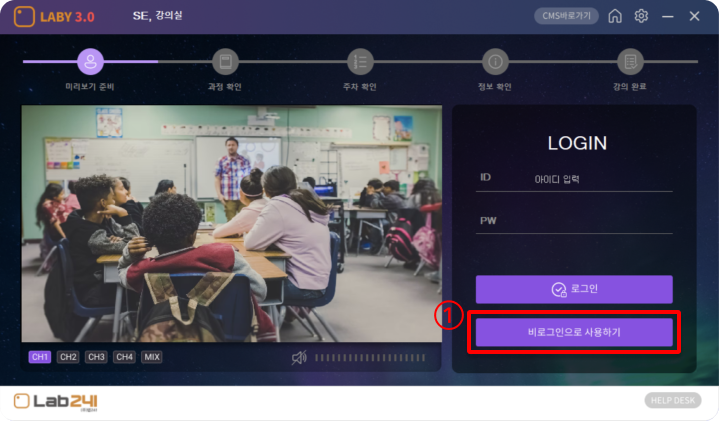 LABY 3.0
SE, 강의실
CMS바로가기
미리보기 준비
과정 확인
주차 확인
정보 확인
강의 완료
LOGIN
ID 아이디 입력
PW
로그인
①
비로그인으로 사용하기
CH1 CH2 CH3 CH4 MIX
Lab241
HELP DESK